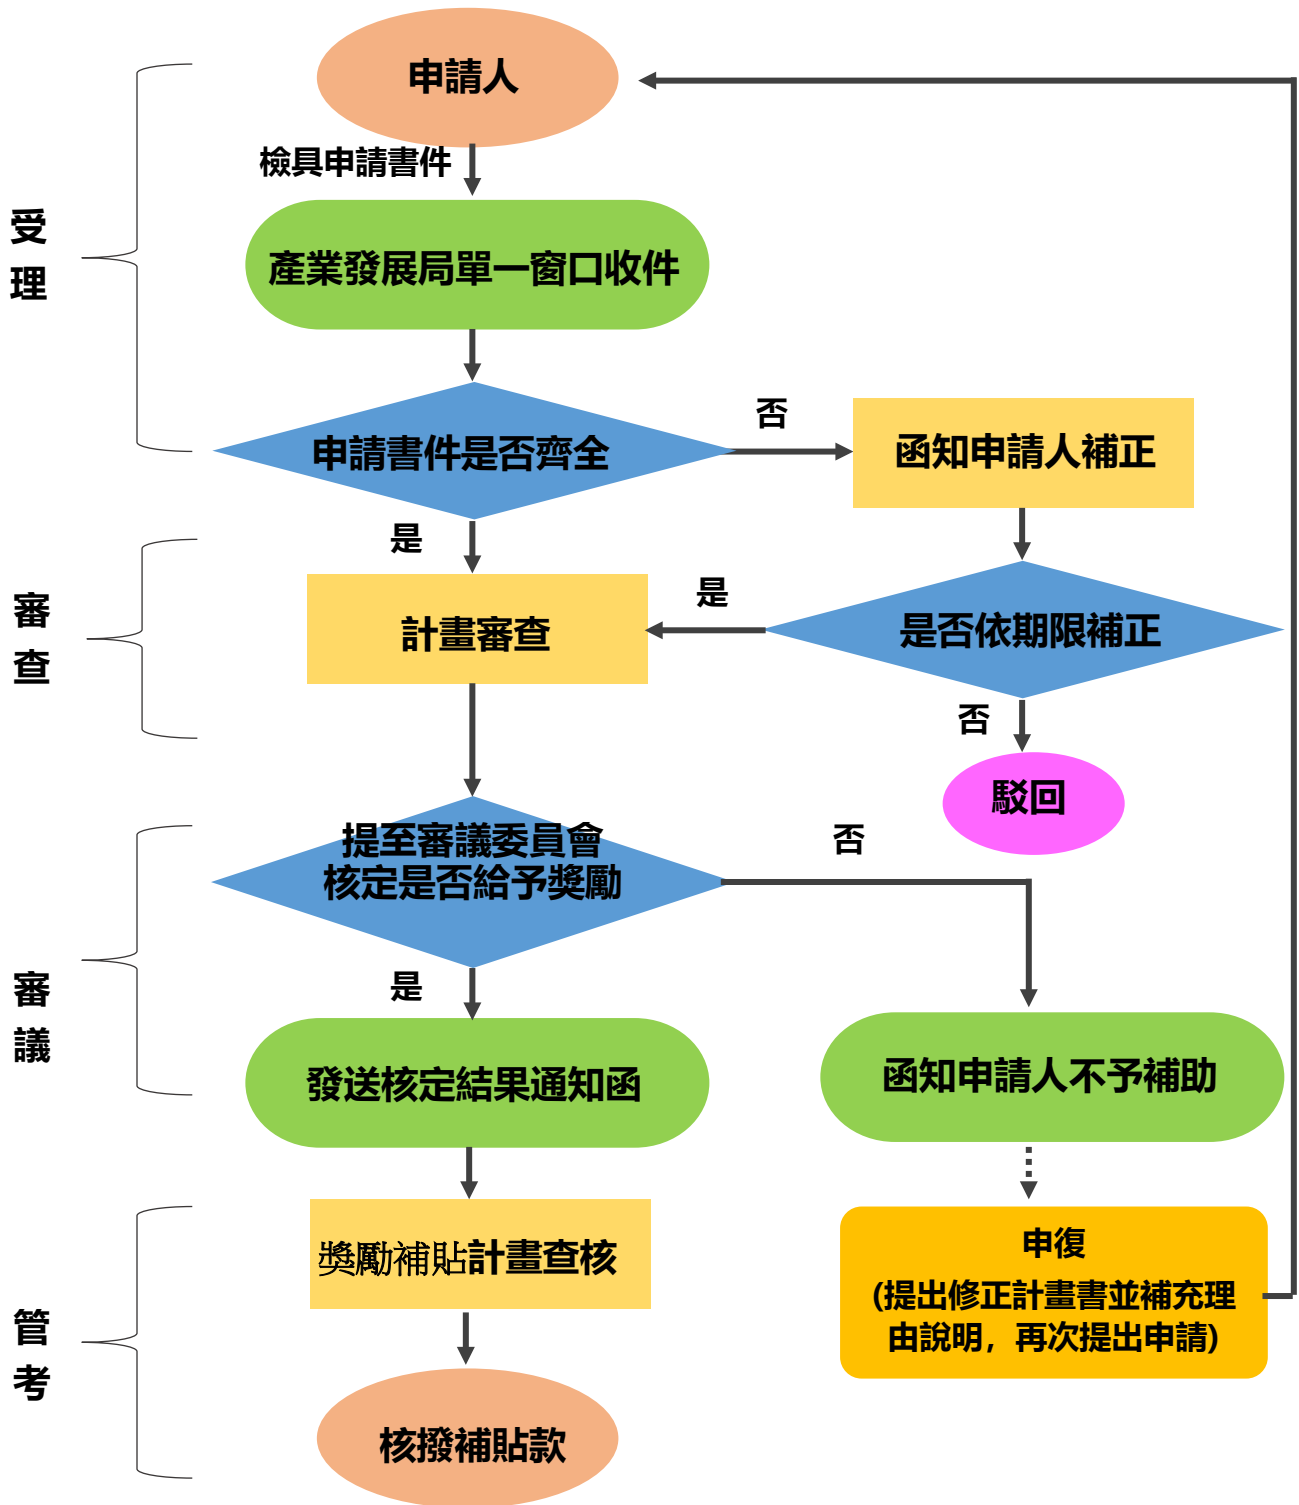 申請人
檢具申請書件
受
理
產業發展局單一窗口收件
申請書件是否齊全
否
函知申請人補正
是
審
查
計畫審查
是
是否依期限補正
否
駁回
提至審議委員會
核定是否給予獎勵
否
是
審
議
發送核定結果通知函
函知申請人不予補助
獎勵補貼計畫查核
申復
(提出修正計畫書並補充理
由說明，再次提出申請)
管
考
核撥補貼款